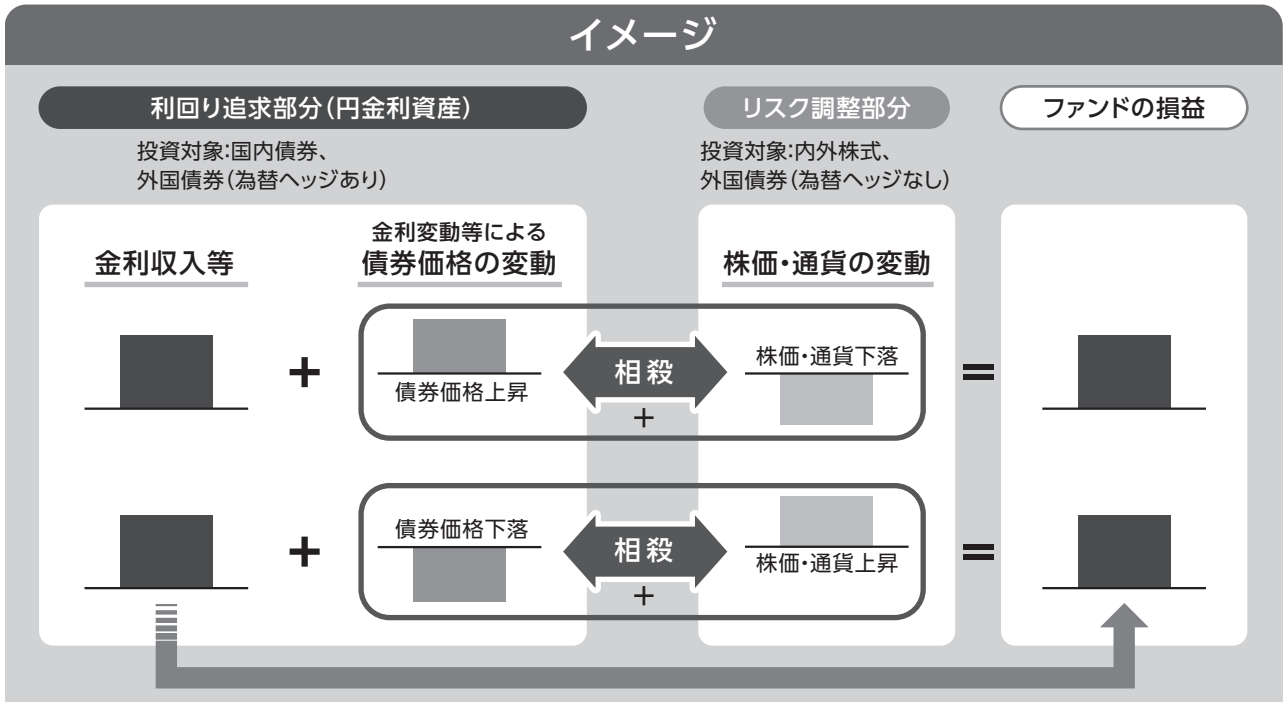 イメージ
利回り追求部分(円金利資産)
投資対象:国内債券、
外国債券(為替ヘッジあり)
リスク調整部分
投資対象:内外株式、
外国債券(為替ヘッジなし)
ファンドの損益
金利収入等
金利変動等による
債券価格の変動
株価・通貨の変動
+
債券価格上昇
相殺
+
株価・通貨下落
=
+
債券価格下落
相殺
+
株価・通貨上昇
=